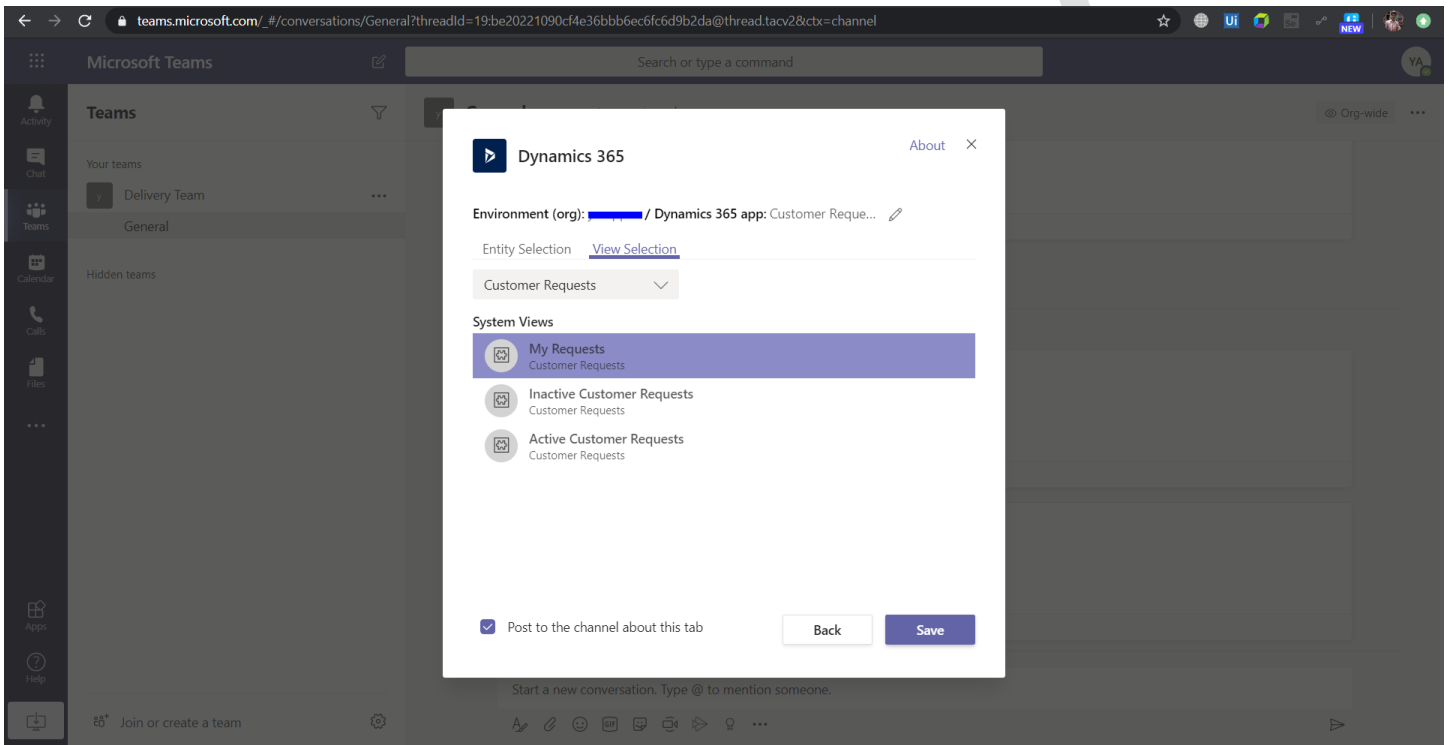 teams.microsoft.com/_#/conversations/General?threadId=19:be20221090cf4e36bbb6ec6fc6d9b2da@thread.tacv2&ctx=channel
Ui
NEW
Microsoft Teams
Search or type a command
YA
Activity
Chat
Teams
Calendar
Calls
Files
Apps
Help
Teams
Your teams
y Delivery Team
General
Hidden teams
Join or create a team
Org-wide
Dynamics 365
About
Environment (org): / Dynamics 365 app: Customer Reque...
Entity Selection View Selection
Customer Requests
System Views
My Requests
Customer Requests
Inactive Customer Requests
Customer Requests
Active Customer Requests
Customer Requests
Post to the channel about this tab
Back
Save
Start a new conversation. Type @ to mention someone.
GIF